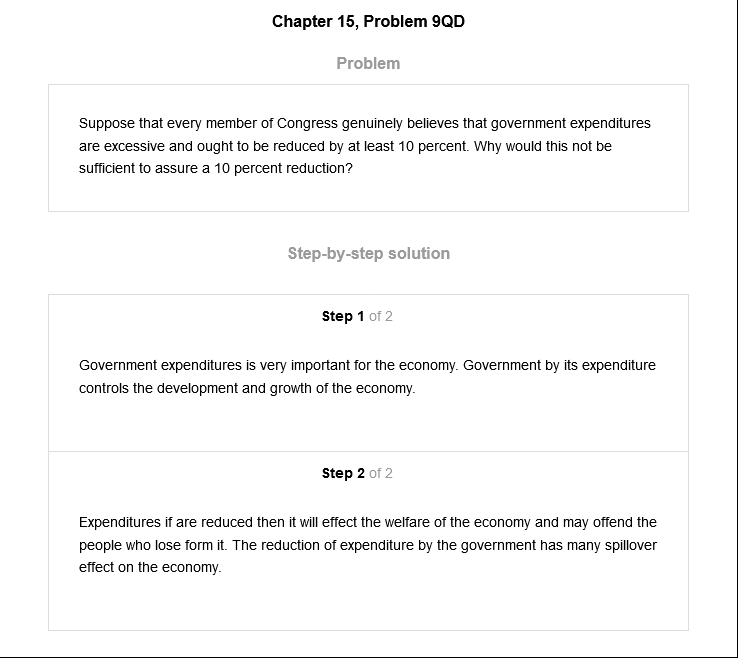 Chapter 15, Problem 9QD
Problem
Suppose that every member of Congress genuinely believes that government expenditures
are excessive and ought to be reduced by at least 10 percent. Why would this not be
sufficient to assure a 10 percent reduction?
Step-by-step solution
Step 1 of 2
Government expenditures is very important for the economy. Government by its expenditure
controls the development and growth of the economy.
Step 2 of 2
Expenditures if are reduced then it will effect the welfare of the economy and may offend the
people who lose form it. The reduction of expenditure by the government has many spillover
effect on the economy.